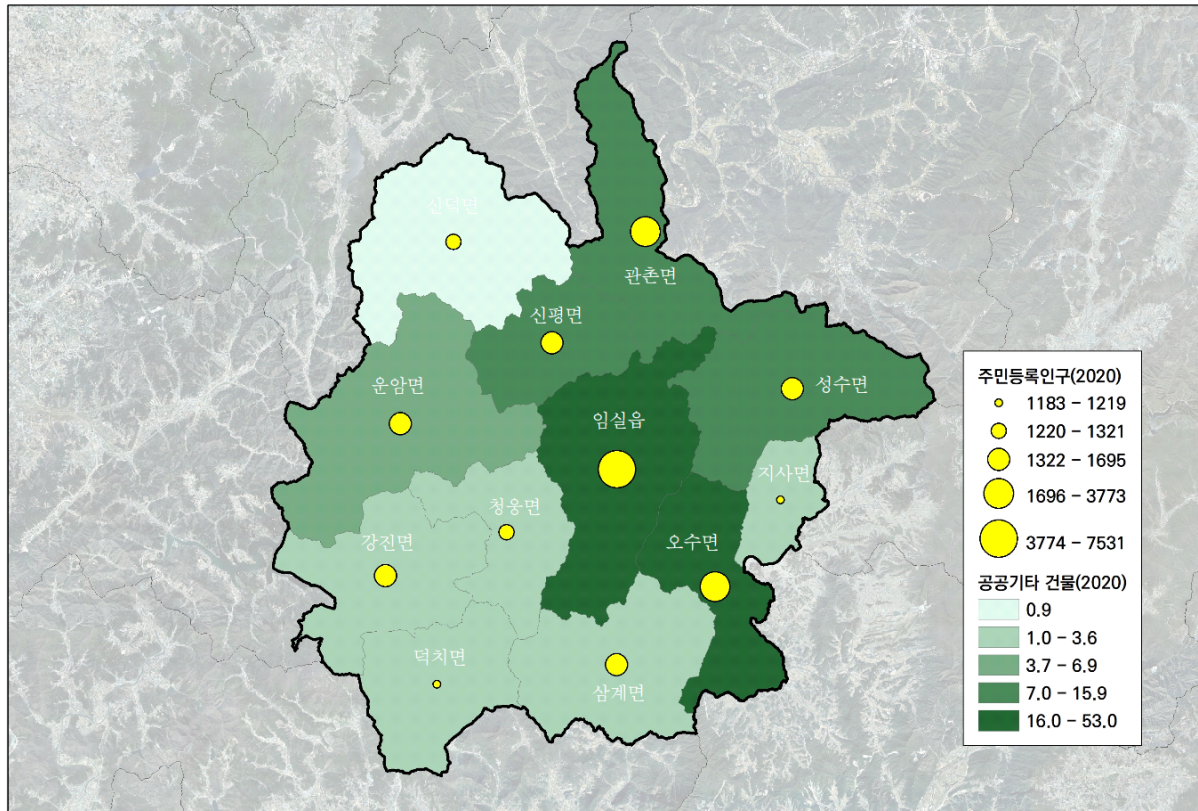 신덕면
관촌면
신평면
운암면
성수면
임실읍
지사면
청웅면
강진면
오수면
덕치면
삼계면
주민등록인구(2020)
1183 – 1219
1220 – 1321
1322 – 1695
1696 – 3773
3774 – 7531
공공기타 건물(2020)
0.9
1.0 – 3.6
3.7 – 6.9
7.0 – 15.9
16.0 – 53.0